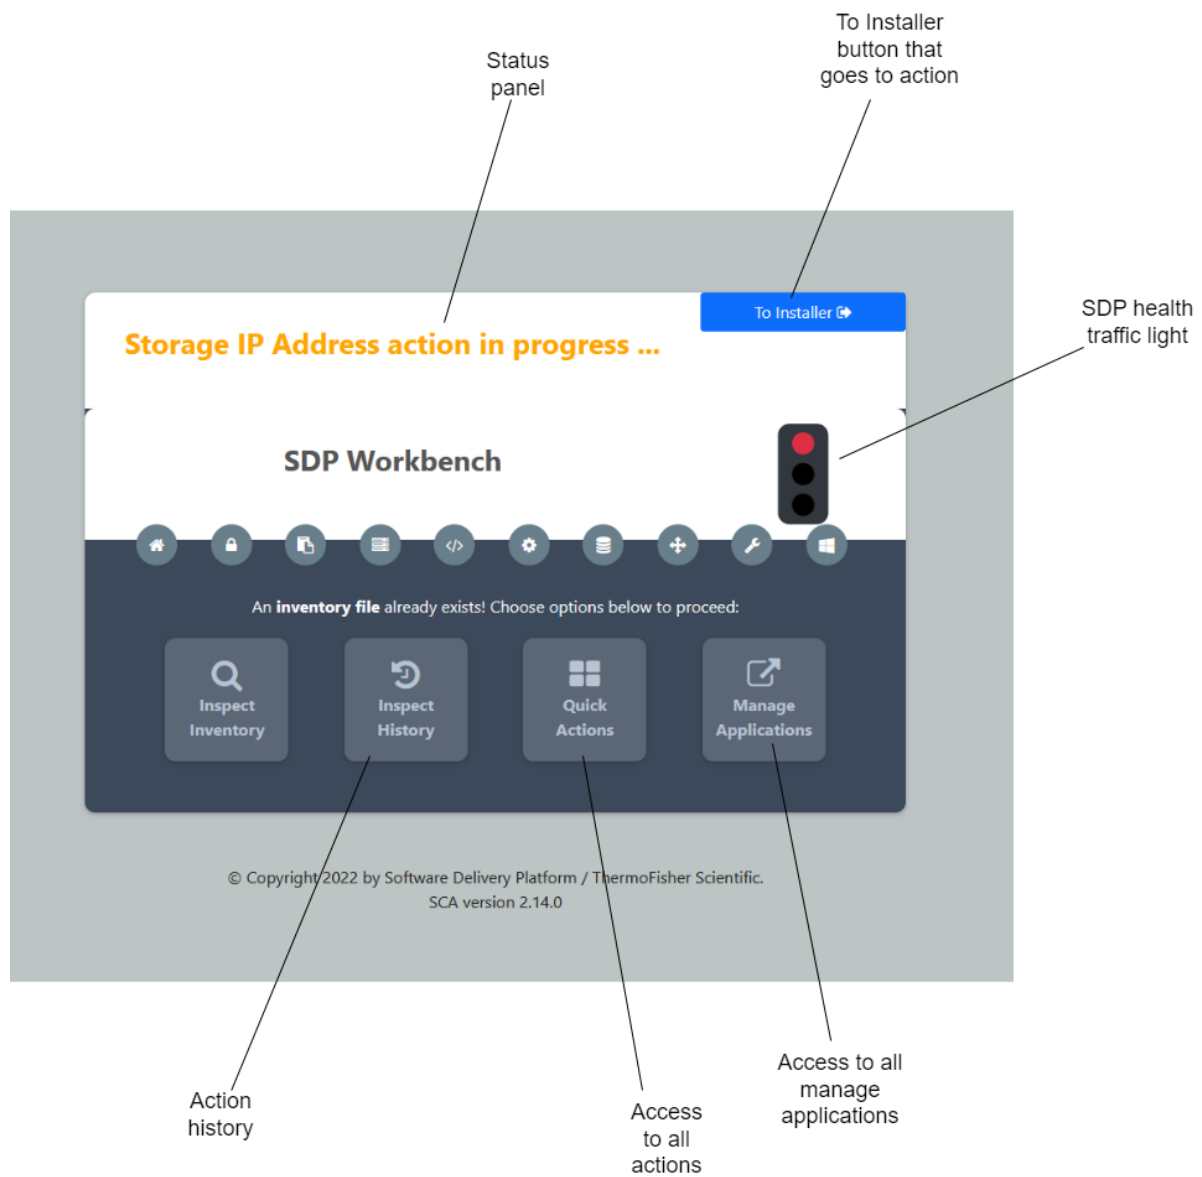 To Installer
button that
goes to action
Status
panel
To Installer
SDP health
traffic light
Storage IP Address action in progress ...
SDP Workbench
An inventory file already exists! Choose options below to proceed:
Inspect
Inventory
Inspect
History
Quick
Actions
Manage
Applications
© Copyright 2022 by Software Delivery Platform / ThermoFisher Scientific.
SCA version 2.14.0
Action
history
Access
to all
actions
Access to all
manage
applications